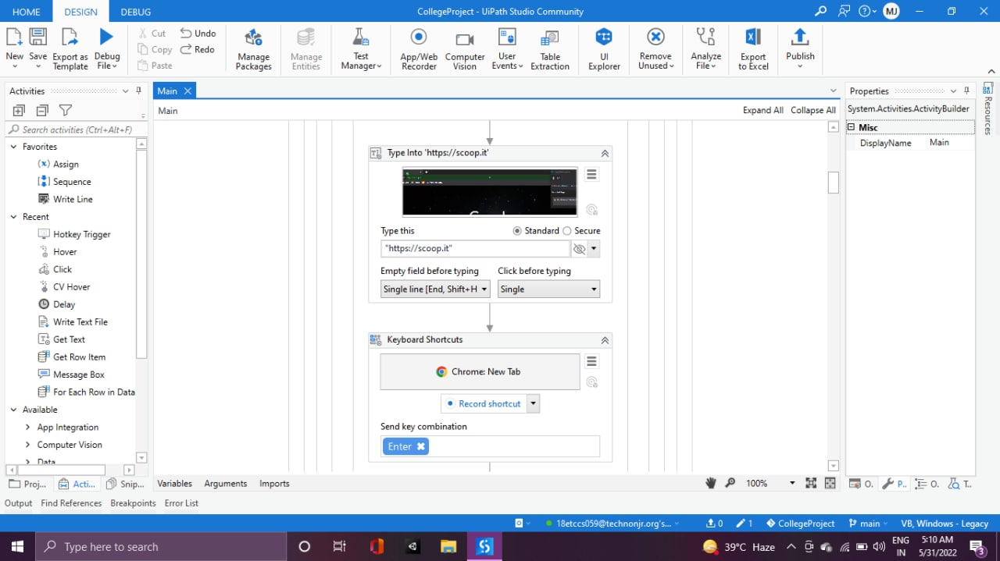 HOME DESIGN DEBUG CollegeProject - UiPath Studio Community MJ
New Save Export as Template Debug File Cut Copy Paste Undo Redo Manage Packages Manage Entities Test Manager App/Web Recorder Computer Vision User Events Table Extraction UI Explorer Remove Unused Analyze File Export to Excel Publish
Activities
Search activities (Ctrl+Alt+F)
Favorites
Assign
Sequence
Write Line
Recent
Hotkey Trigger
Hover
Click
CV Hover
Delay
Write Text File
Get Text
Get Row Item
Message Box
For Each Row in Data
Available
App Integration
Computer Vision
Data
Proj... Acti... Snip...
Main
Main Expand All Collapse All
Type Into 'https://scoop.it'
Type this Standard Secure
"https://scoop.it"
Empty field before typing Click before typing
Single line [End, Shift+H Single
Keyboard Shortcuts
Chrome: New Tab
Record shortcut
Send key combination
Enter
Variables Arguments Imports 100%
Properties
System.Activities.ActivityBuilder
Misc
DisplayName Main
Resources
O. P.. O. T..
Output Find References Breakpoints Error List
18etccs059@technonjr.org's... 0 1 CollegeProject main VB, Windows - Legacy
Type here to search 39°C Haze ENG IN 5:10 AM 5/31/2022 3